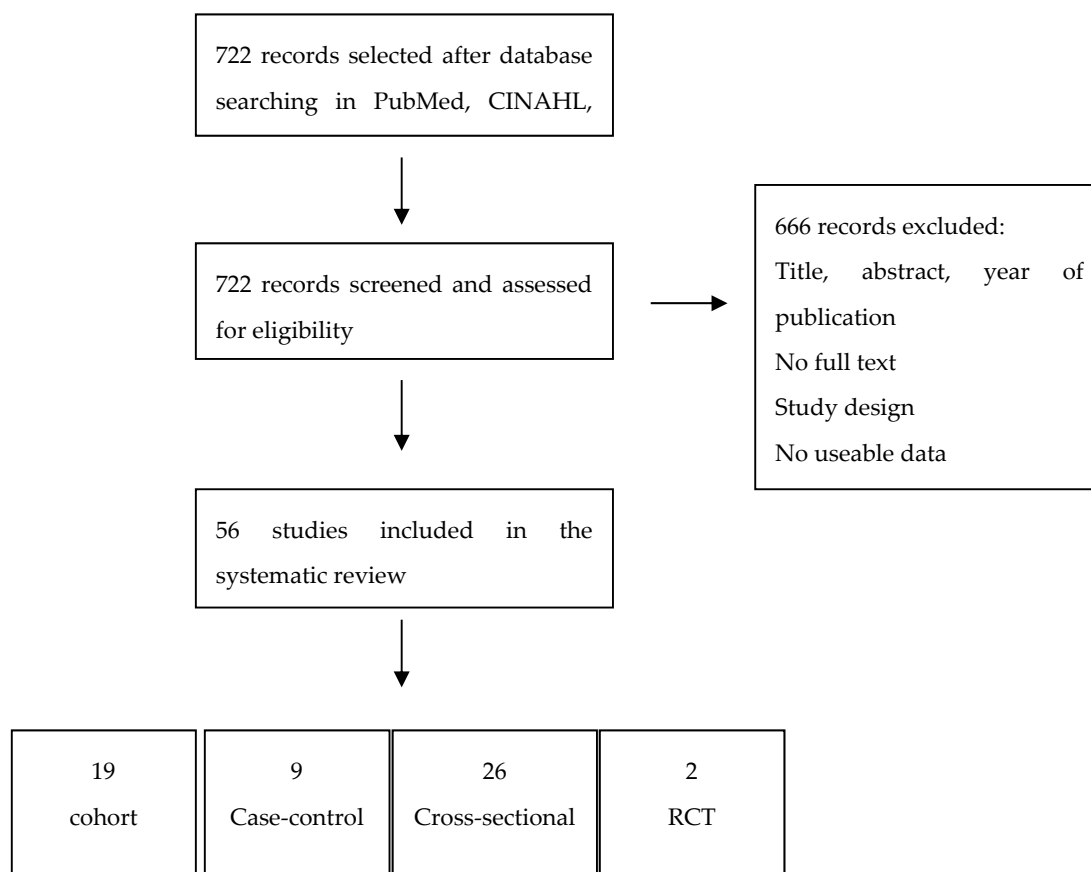 722 records selected after database
searching in PubMed, CINAHL,
722 records screened and assessed
for eligibility
666 records excluded:
Title, abstract, year of
publication
No full text
Study design
No useable data
56 studies included in the
systematic review
19
cohort
9
Case-control
26
Cross-sectional
2
RCT